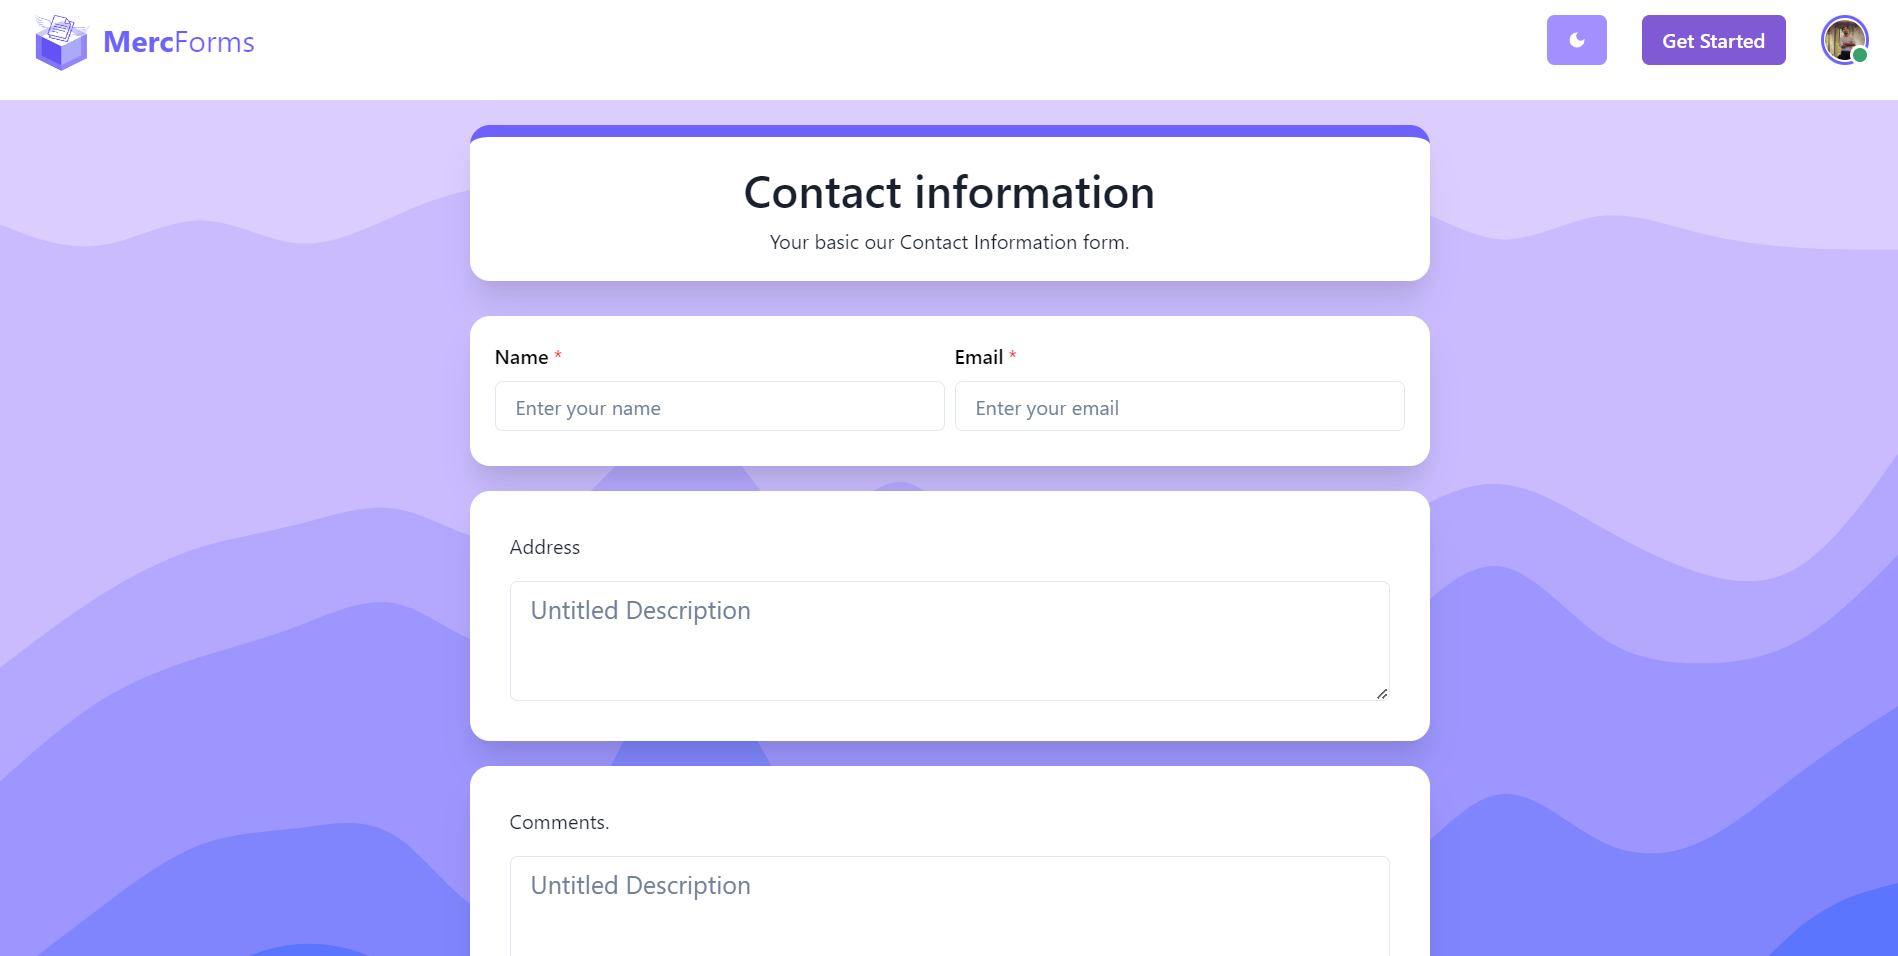 MercForms
Get Started
Contact information
Your basic our Contact Information form.
Name *
Email *
Enter your name
Enter your email
Address
Untitled Description
Comments.
Untitled Description